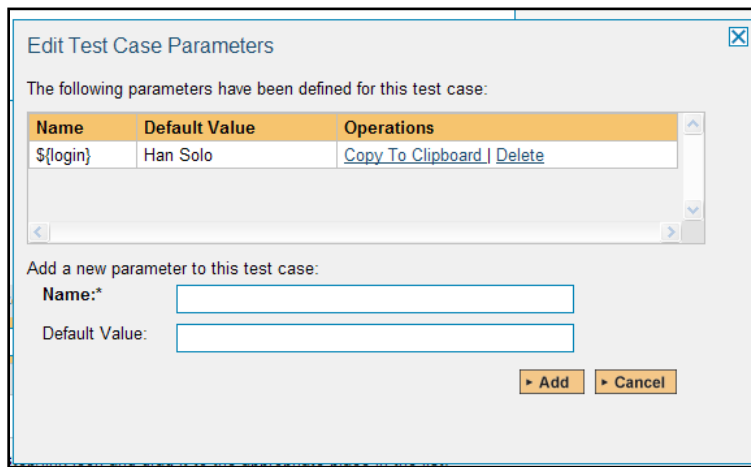 Edit Test Case Parameters
The following parameters have been defined for this test case:
Name Default Value Operations
${login} Han Solo Copy To Clipboard | Delete
Add a new parameter to this test case:
Name:*
Default Value:
Add Cancel